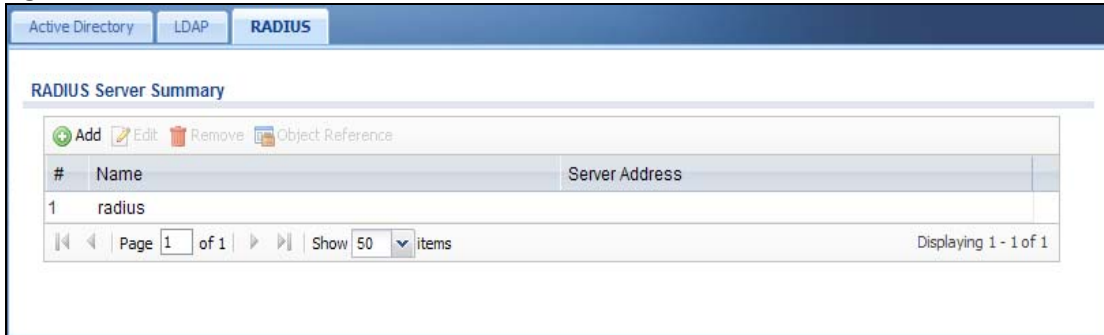 Active Directory LDAP RADIUS
RADIUS Server Summary
Add Edit Remove Object Reference
# Name Server Address
1 radius
Page 1 of 1 Show 50 items Displaying 1 - 1 of 1